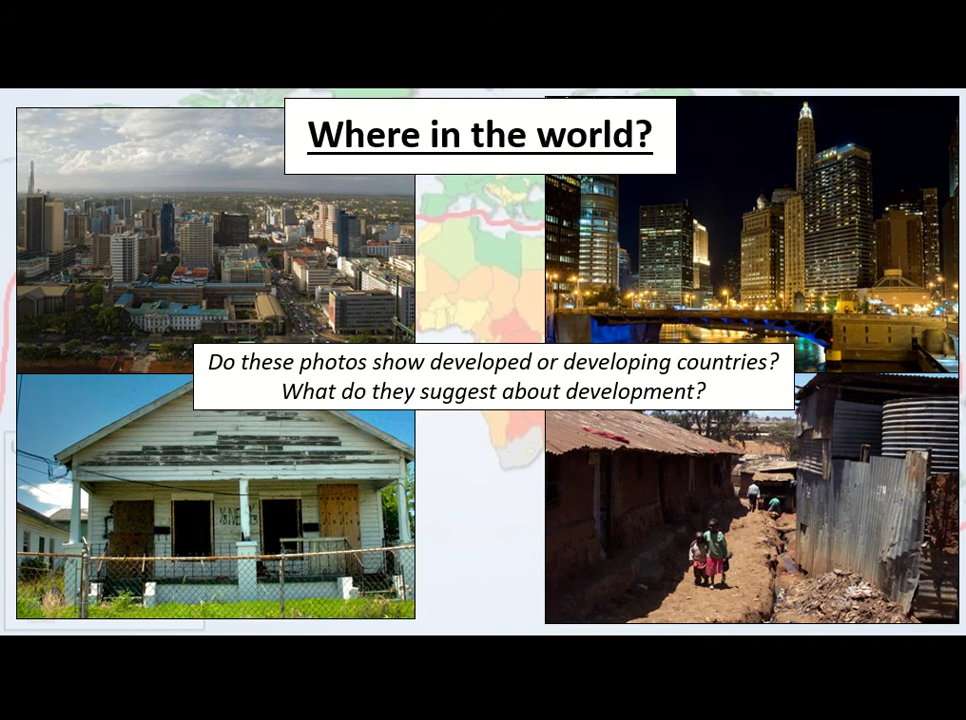 Where in the world?
Do these photos show developed or developing countries?
What do they suggest about development?